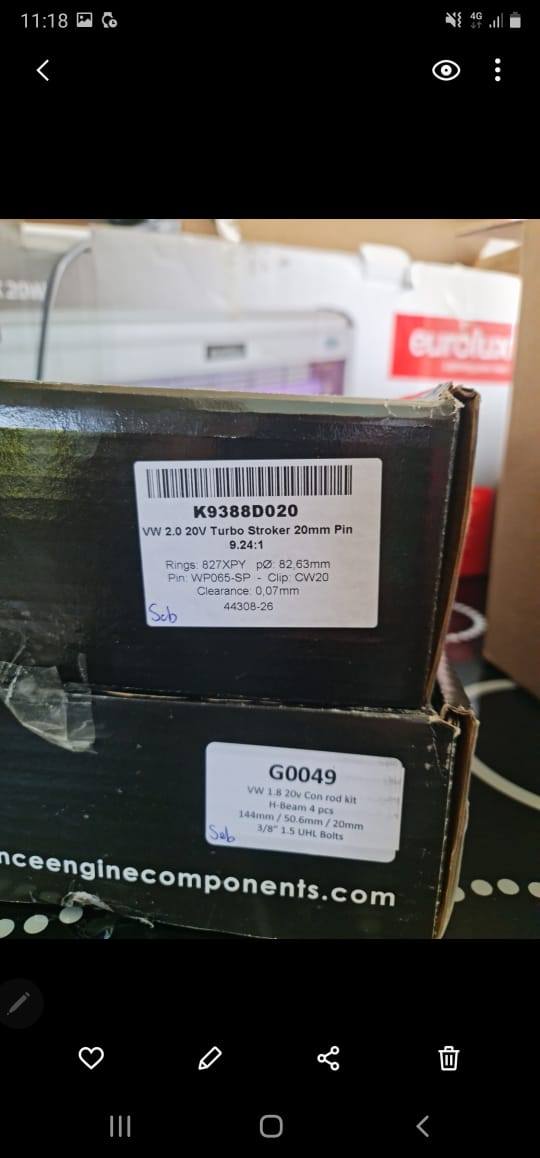 11:18
4G
20W
eurolux
K9388D020
VW 2.0 20V Turbo Stroker 20mm Pin
9.24:1
Rings: 827XPY pØ: 82,63mm
Pin: WP065-SP - Clip: CW20
Clearance: 0,07mm
44308-26
Seb
G0049
VW 1.8 20v Con rod kit
H-Beam 4 pcs
144mm / 50.6mm / 20mm
3/8" 1.5 UHL Bolts
Seb
nceenginecomponents.com